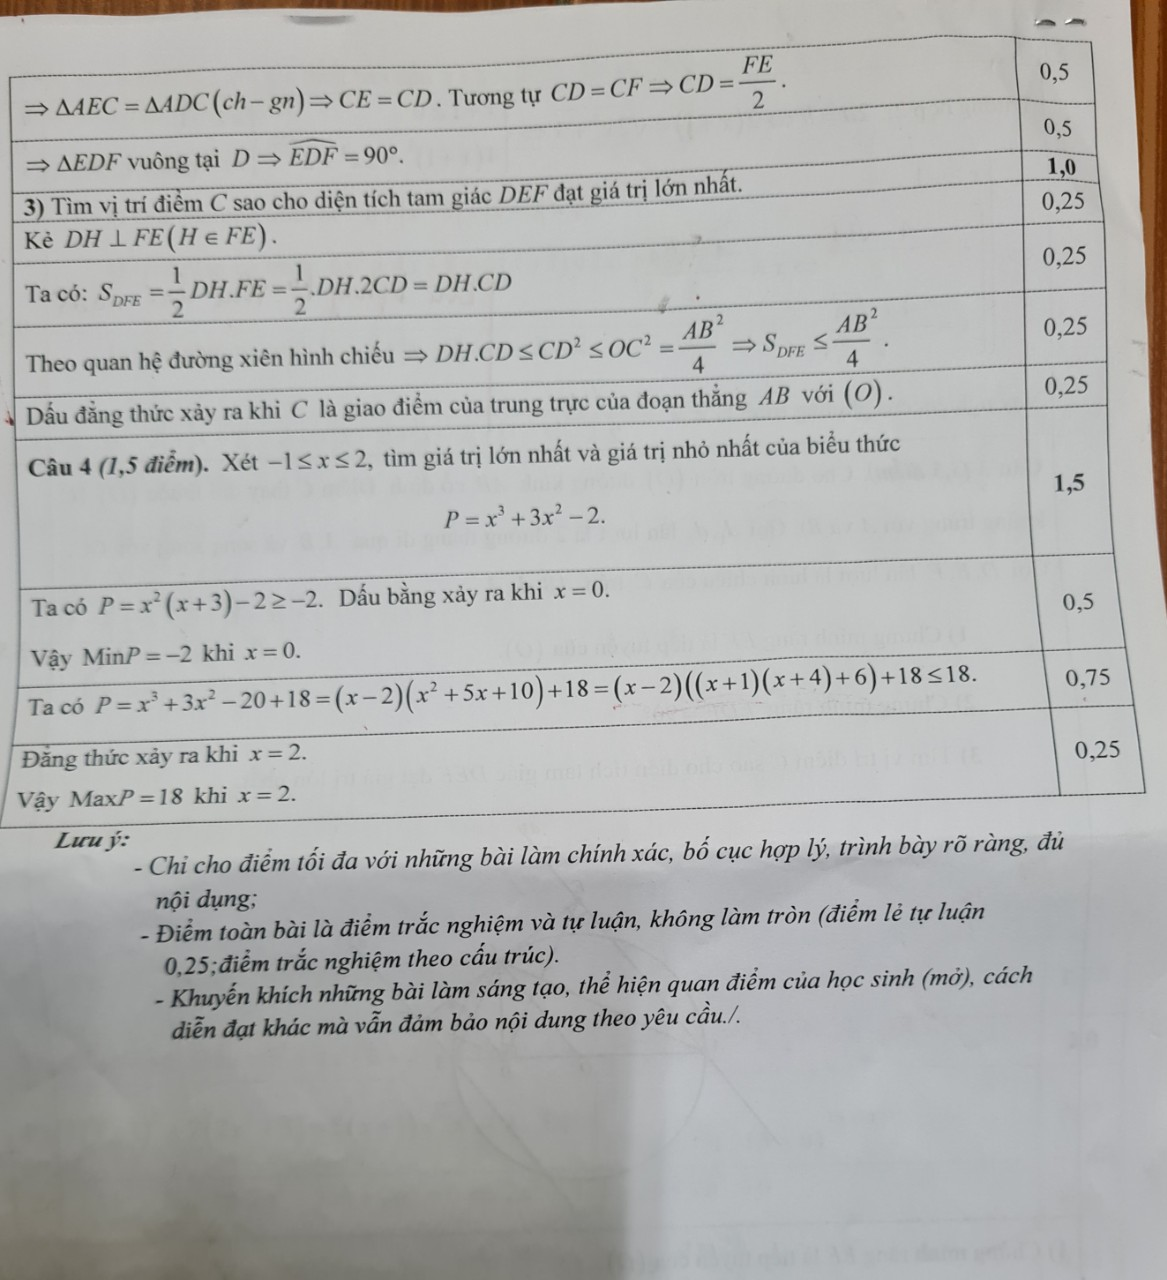 ⇒ ΔAEC = ΔADC (ch − gn) ⇒ CE = CD. Tương tự CD = CF ⇒ CD = FE/2. 0,5
⇒ ΔEDF vuông tại D ⇒ \widehat{EDF} = 90°. 0,5
3) Tìm vị trí điểm C sao cho diện tích tam giác DEF đạt giá trị lớn nhất. 1,0
Kẻ DH ⊥ FE (H ∈ FE). 0,25
Ta có: S_{DFE} = 1/2 DH.FE = 1/2.DH.2CD = DH.CD 0,25
Theo quan hệ đường xiên hình chiếu ⇒ DH.CD ≤ CD² ≤ OC² = AB²/4 ⇒ S_{DFE} ≤ AB²/4. 0,25
Dấu đẳng thức xảy ra khi C là giao điểm của trung trực của đoạn thẳng AB với (O). 0,25
Câu 4 (1,5 điểm). Xét −1 ≤ x ≤ 2, tìm giá trị lớn nhất và giá trị nhỏ nhất của biểu thức
P = x³ + 3x² − 2. 1,5
Ta có P = x²(x+3) − 2 ≥ −2. Dấu bằng xảy ra khi x = 0. 0,5
Vậy MinP = −2 khi x = 0.
Ta có P = x³ + 3x² − 20 + 18 = (x−2)(x² + 5x + 10) + 18 = (x−2)((x+1)(x+4)+6) + 18 ≤ 18. 0,75
Đẳng thức xảy ra khi x = 2. 0,25
Vậy MaxP = 18 khi x = 2.
Lưu ý:
- Chỉ cho điểm tối đa với những bài làm chính xác, bố cục hợp lý, trình bày rõ ràng, đủ
nội dụng;
- Điểm toàn bài là điểm trắc nghiệm và tự luận, không làm tròn (điểm lẻ tự luận
0,25;điểm trắc nghiệm theo cấu trúc).
- Khuyến khích những bài làm sáng tạo, thể hiện quan điểm của học sinh (mở), cách
diễn đạt khác mà vẫn đảm bảo nội dung theo yêu cầu./.